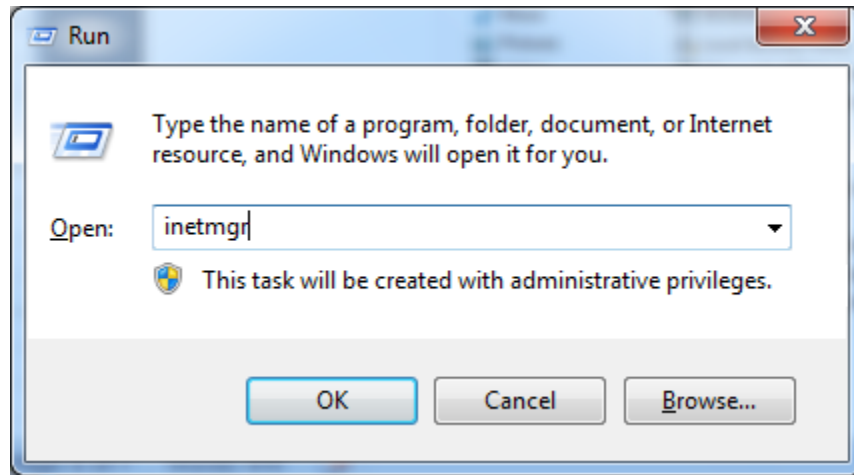 Run
Type the name of a program, folder, document, or Internet
resource, and Windows will open it for you.
Open: inetmgr
This task will be created with administrative privileges.
OK Cancel Browse...